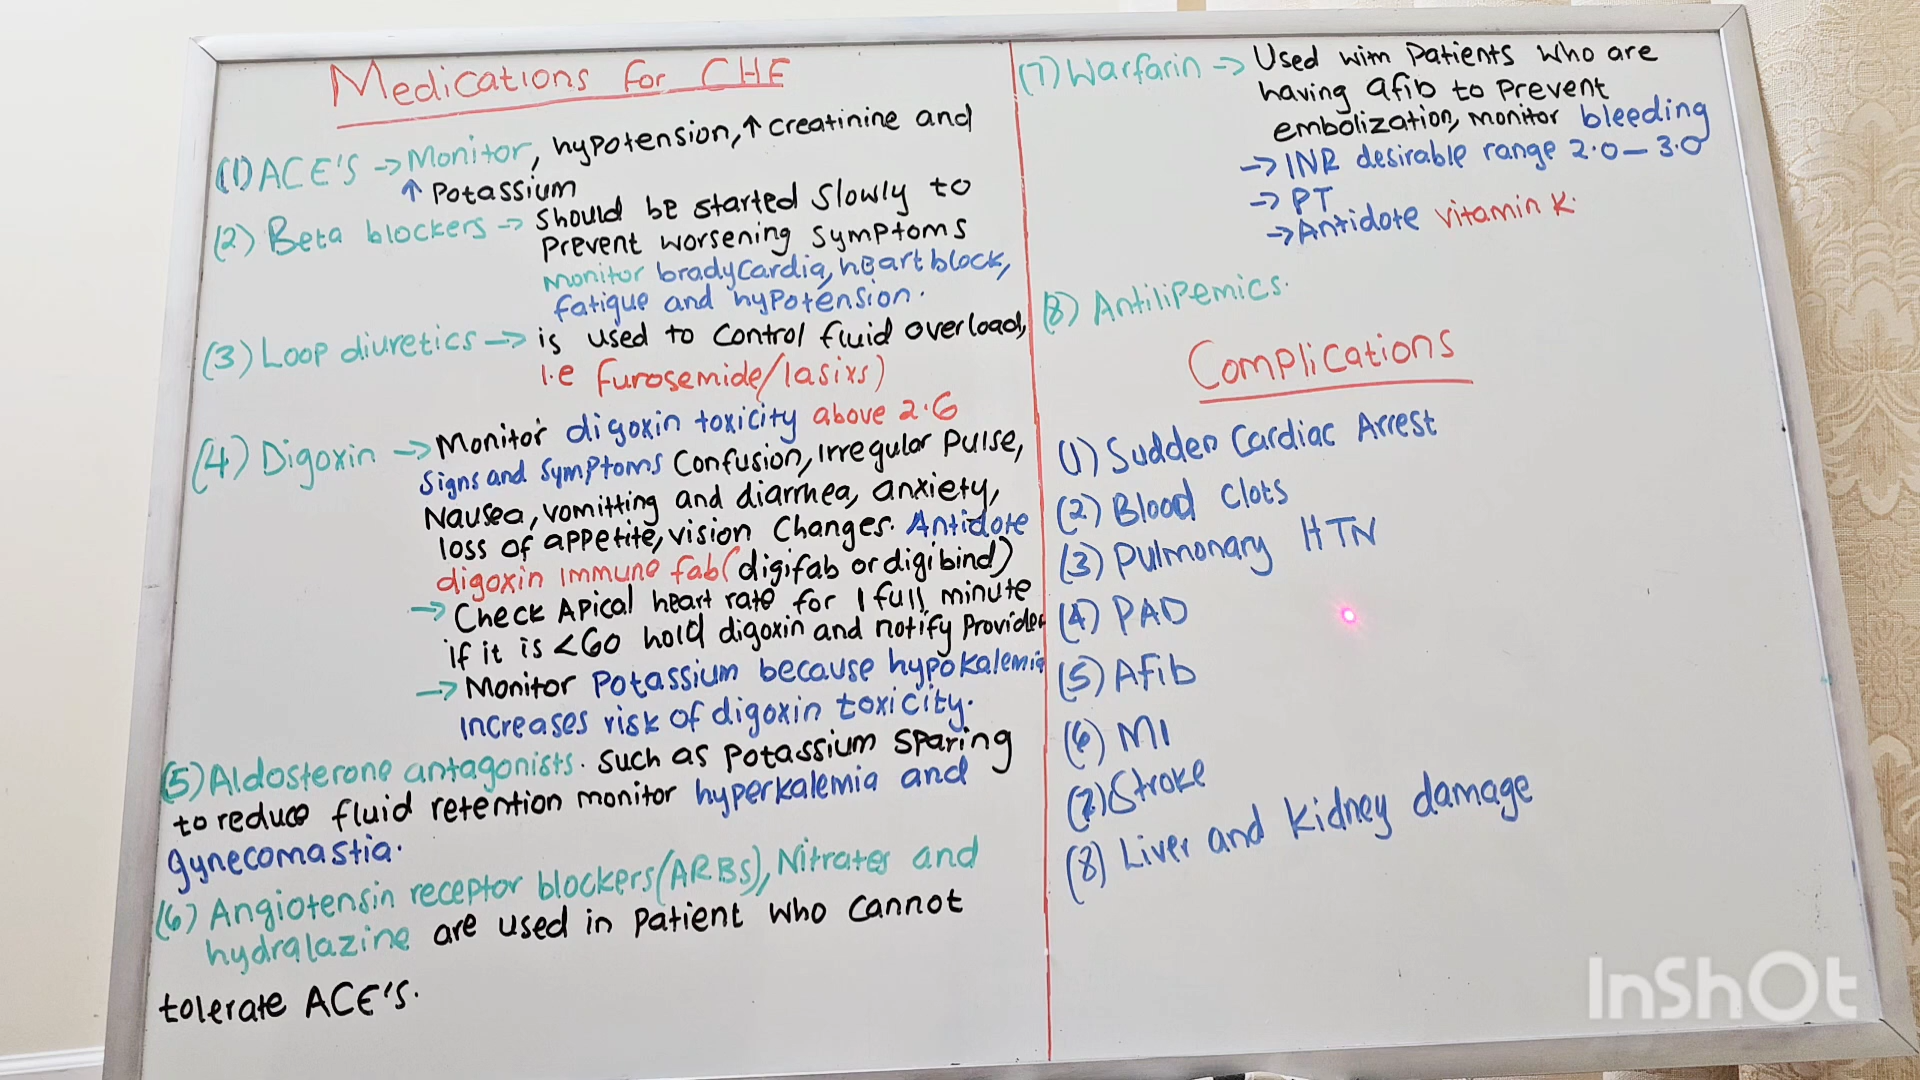 Medications for CHF
(1) ACE'S → Monitor, hypotension, ↑ creatinine and
↑ Potassium
(2) Beta blockers → Should be started slowly to
prevent worsening symptoms
monitor bradycardia, heart block,
fatigue and hypotension.
(3) Loop diuretics → is used to control fluid overload,
i.e furosemide/lasixs)
(4) Digoxin → Monitor digoxin toxicity above 2.6
Signs and symptoms Confusion, irregular pulse,
Nausea, vomitting and diarrhea, anxiety,
loss of appetite, vision Changes. Antidote
digoxin immune fab (digifab or digibind)
→ Check Apical heart rate for 1 full minute
if it is <60 hold digoxin and notify Provider
→ Monitor Potassium because hypokalemia
increases risk of digoxin toxicity.
(5) Aldosterone antagonists. Such as potassium sparing
to reduce fluid retention monitor hyperkalemia and
gynecomastia.
(6) Angiotensin receptor blockers (ARBs), Nitrates and
hydralazine are used in patient who cannot
tolerate ACE'S.
(7) Warfarin → Used with patients who are
having afib to prevent
embolization, monitor bleeding
→ INR desirable range 2.0 – 3.0
→ PT
→ Antidote vitamin K.
(8) Antilipemics.
Complications
(1) Sudden Cardiac Arrest
(2) Blood Clots
(3) Pulmonary HTN
(4) PAD
(5) Afib
(6) MI
(7) Stroke
(8) Liver and kidney damage
InShOt